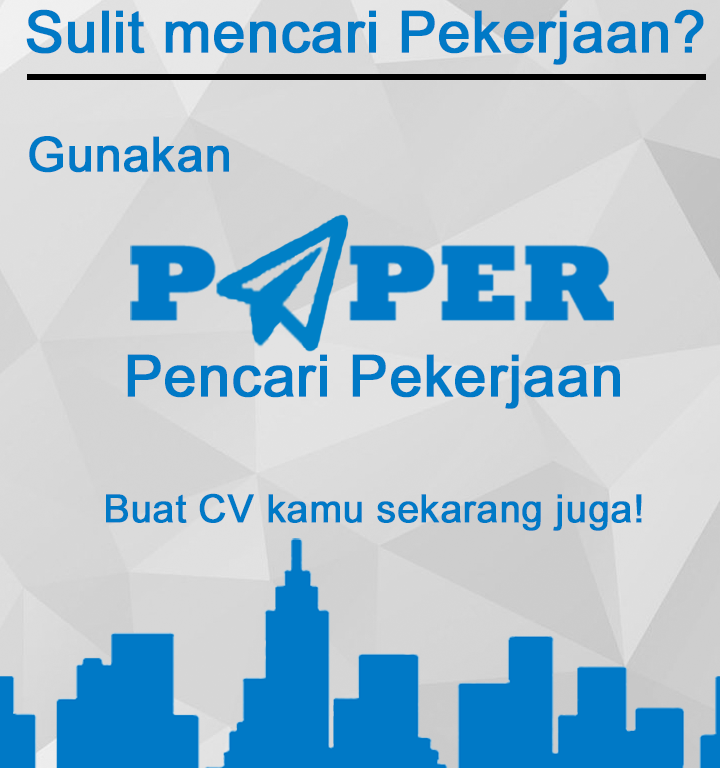 Sulit mencari Pekerjaan?
Gunakan
PAPER
Pencari Pekerjaan
Buat CV kamu sekarang juga!